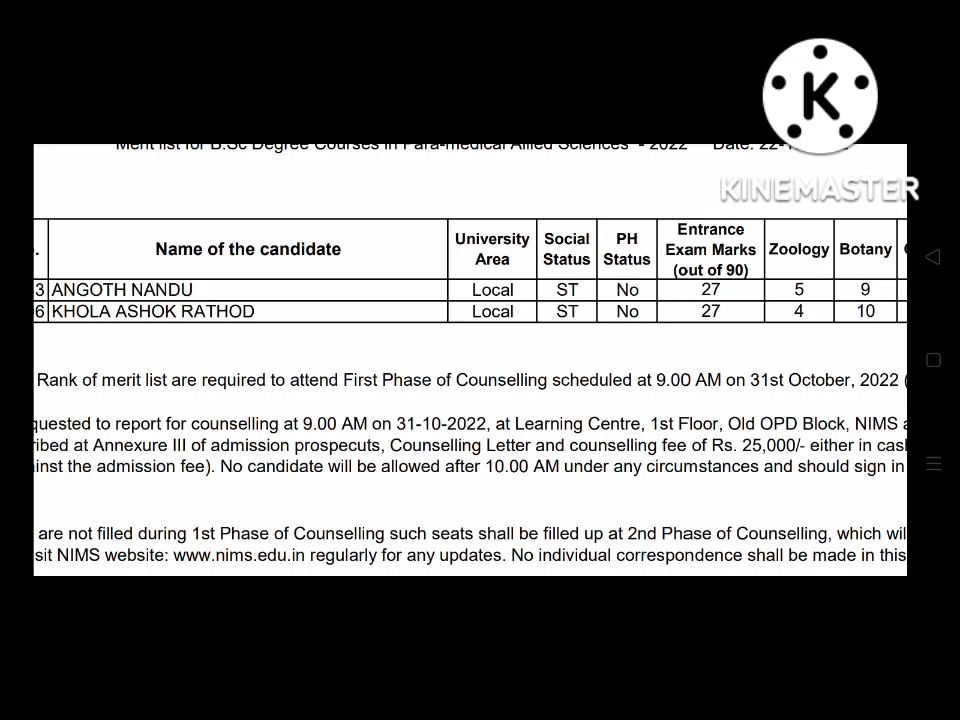 K
KINEMASTER
Merit list for B.Sc Degree Courses in Para-medical Allied Sciences - 2022 Date: 22-
. Name of the candidate University Area Social Status PH Status Entrance Exam Marks (out of 90) Zoology Botany
3 ANGOTH NANDU Local ST No 27 5 9
6 KHOLA ASHOK RATHOD Local ST No 27 4 10
Rank of merit list are required to attend First Phase of Counselling scheduled at 9.00 AM on 31st October, 2022 (
quested to report for counselling at 9.00 AM on 31-10-2022, at Learning Centre, 1st Floor, Old OPD Block, NIMS a
ribed at Annexure III of admission prospecuts, Counselling Letter and counselling fee of Rs. 25,000/- either in cas
inst the admission fee). No candidate will be allowed after 10.00 AM under any circumstances and should sign in
are not filled during 1st Phase of Counselling such seats shall be filled up at 2nd Phase of Counselling, which wil
sit NIMS website: www.nims.edu.in regularly for any updates. No individual correspondence shall be made in this